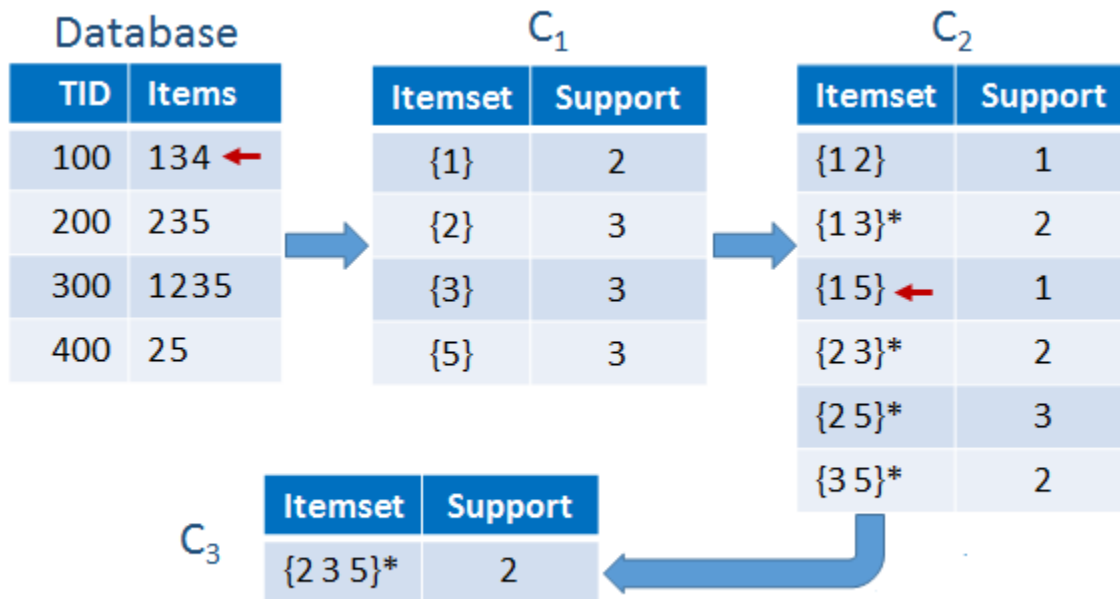 Database
TID Items
100 134
200 235
300 1235
400 25
C₁
Itemset Support
{1} 2
{2} 3
{3} 3
{5} 3
C₂
Itemset Support
{1 2} 1
{1 3}* 2
{1 5} 1
{2 3}* 2
{2 5}* 3
{3 5}* 2
C₃
Itemset Support
{2 3 5}* 2